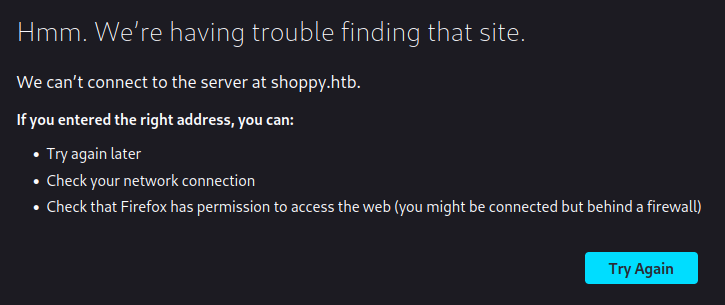 Hmm. We’re having trouble finding that site.
We can’t connect to the server at shoppy.htb.
If you entered the right address, you can:
• Try again later
• Check your network connection
• Check that Firefox has permission to access the web (you might be connected but behind a firewall)
Try Again